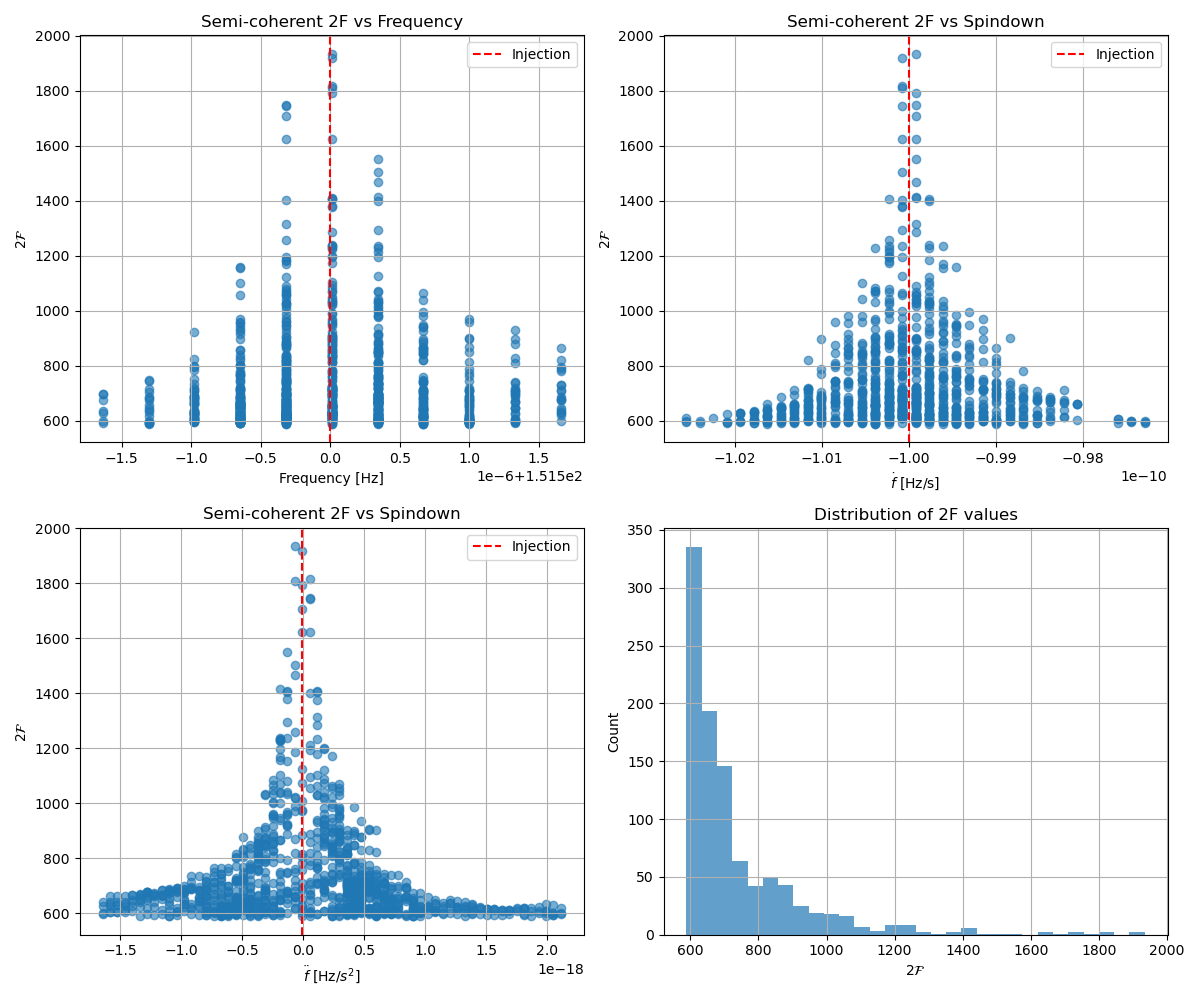 Semi-coherent 2F vs Frequency
2000
1800
1600
1400
1200
1000
800
600
2ℱ
Injection
−1.5 −1.0 −0.5 0.0 0.5 1.0 1.5
Frequency [Hz]
1e-6+1.515e2
Semi-coherent 2F vs Spindown
2000
1800
1600
1400
1200
1000
800
600
2ℱ
Injection
−1.02 −1.01 −1.00 −0.99 −0.98
ḟ [Hz/s]
1e−10
Semi-coherent 2F vs Spindown
2000
1800
1600
1400
1200
1000
800
600
2ℱ
Injection
−1.5 −1.0 −0.5 0.0 0.5 1.0 1.5 2.0
f̈ [Hz/s²]
1e−18
Distribution of 2F values
350
300
250
200
150
100
50
0
Count
600 800 1000 1200 1400 1600 1800 2000
2ℱ